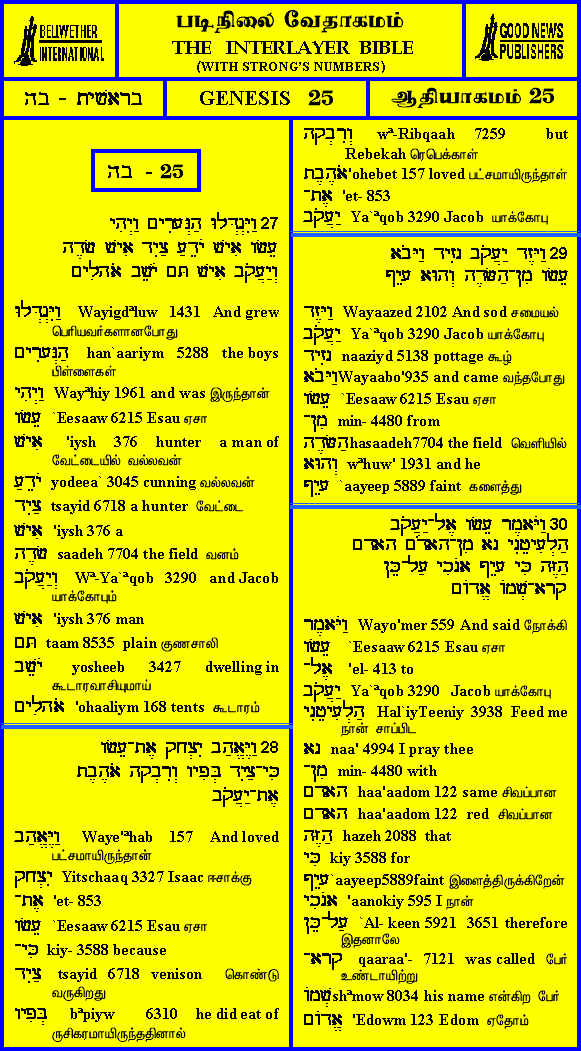 BELLWETHER
INTERNATIONAL
படிநிலை வேதாகமம்
THE INTERLAYER BIBLE
(WITH STRONG'S NUMBERS)
GOOD NEWS
PUBLISHERS
בראשית - בה
GENESIS 25
ஆதியாகமம் 25
בה - 25
27 וַיִּגְדְּלוּ הַנְּעָרִים וַיְהִי
עֵשָׂו אִישׁ יֹדֵעַ צַיִד אִישׁ שָׂדֶה
וְיַעֲקֹב אִישׁ תָּם יֹשֵׁב אֹהָלִים
וַיִּגְדְּלוּ Wayigdªluw 1431 And grew
பெரியவர்களானபோது
הַנְּעָרִים han`aariym 5288 the boys
பிள்ளைகள்
וַיְהִי Wayªhiy 1961 and was இருந்தான்
עֵשָׂו `Eesaaw 6215 Esau ஏசா
אִישׁ 'iysh 376 hunter a man of
வேட்டையில் வல்லவன்
יֹדֵעַ yodeea` 3045 cunning வல்லவன்
צַיִד tsayid 6718 a hunter வேட்டை
אִישׁ 'iysh 376 a
שָׂדֶה saadeh 7704 the field வனம்
וְיַעֲקֹב Wª-Ya`ªqob 3290 and Jacob
யாக்கோபும்
אִישׁ 'iysh 376 man
תָּם taam 8535 plain குணசாலி
יֹשֵׁב yosheeb 3427 dwelling in
கூடாரவாசியுமாய்
אֹהָלִים 'ohaaliym 168 tents கூடாரம்
28 וַיֶּאֱהַב יִצְחָק אֶת־עֵשָׂו
כִּי־צַיִד בְּפִיו וְרִבְקָה אֹהֶבֶת
אֶת־יַעֲקֹב
וַיֶּאֱהַב Waye'ªhab 157 And loved
பட்சமாயிருந்தான்
יִצְחָק Yitschaaq 3327 Isaac ஈசாக்கு
אֶת־ 'et- 853
עֵשָׂו `Eesaaw 6215 Esau ஏசா
כִּי־ kiy- 3588 because
צַיִד tsayid 6718 venison கொண்டு
வருகிறது
בְּפִיו bªpiyw 6310 he did eat of
ருசிகரமாயிருந்ததினால்
וְרִבְקָה wª-Ribqaah 7259 but
Rebekah ரெபெக்காள்
אֹהֶבֶת 'ohebet 157 loved பட்சமாயிருந்தாள்
אֶת־ 'et- 853
יַעֲקֹב Ya`ªqob 3290 Jacob யாக்கோபு
29 וַיָּזֶד יַעֲקֹב נָזִיד וַיָּבֹא
עֵשָׂו מִן־הַשָּׂדֶה וְהוּא עָיֵף
וַיָּזֶד Wayaazed 2102 And sod சமையல்
יַעֲקֹב Ya`ªqob 3290 Jacob யாக்கோபு
נָזִיד naaziyd 5138 pottage கூழ்
וַיָּבֹא Wayaabo'935 and came வந்தபோது
עֵשָׂו `Eesaaw 6215 Esau ஏசா
מִן־ min- 4480 from
הַשָּׂדֶה hasaadeh7704 the field வெளியில்
וְהוּא wªhuw' 1931 and he
עָיֵף `aayeep 5889 faint களைத்து
30 וַיֹּאמֶר עֵשָׂו אֶל־יַעֲקֹב
הַלְעִיטֵנִי נָא מִן־הָאָדֹם הָאָדֹם
הַזֶּה כִּי עָיֵף אָנֹכִי עַל־כֵּן
קָרָא־שְׁמוֹ אֱדוֹם
וַיֹּאמֶר Wayo'mer 559 And said நோக்கி
עֵשָׂו `Eesaaw 6215 Esau ஏசா
אֶל־ 'el- 413 to
יַעֲקֹב Ya`ªqob 3290 Jacob யாக்கோபு
הַלְעִיטֵנִי Hal`iyTeeniy 3938 Feed me
நான் சாப்பிட
נָא naa' 4994 I pray thee
מִן־ min- 4480 with
הָאָדֹם haa'aadom 122 same சிவப்பான
הָאָדֹם haa'aadom 122 red சிவப்பான
הַזֶּה hazeh 2088 that
כִּי kiy 3588 for
עָיֵף `aayeep5889faint இளைத்திருக்கிறேன்
אָנֹכִי 'aanokiy 595 I நான்
עַל־כֵּן `Al- keen 5921 3651 therefore
இதனாலே
קָרָא־ qaaraa'- 7121 was called பேர்
உண்டாயிற்று
שְׁמוֹ shªmow 8034 his name என்கிற பேர்
אֱדוֹם 'Edowm 123 Edom ஏதோம்